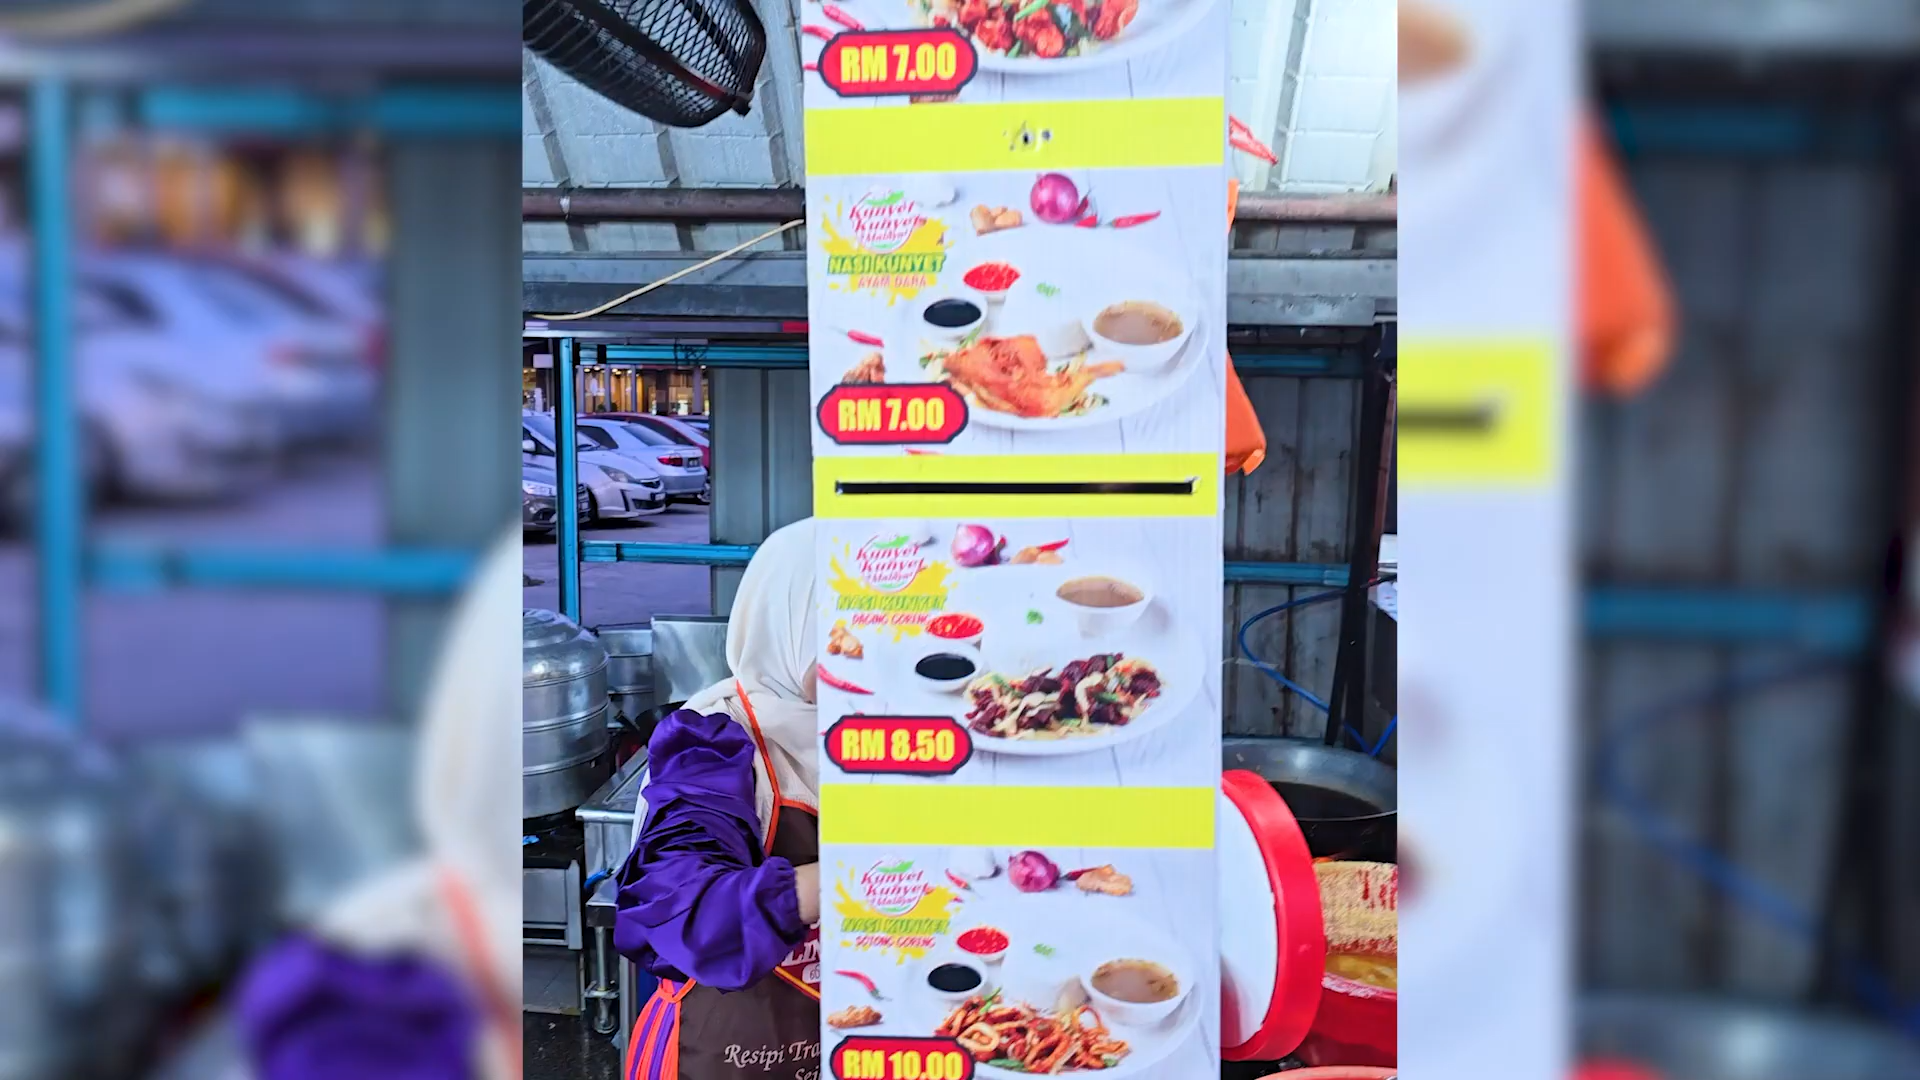 RM 7.00
Kunyet
Kunyet
NASI KUNYET
AYAM DARA
RM 7.00
Kunyet
Kunyet
NASI KUNYET
DAGING GORENG
RM 8.50
Kunyet
Kunyet
NASI KUNYET
SOTONG GORENG
RM 10.00
Resipi